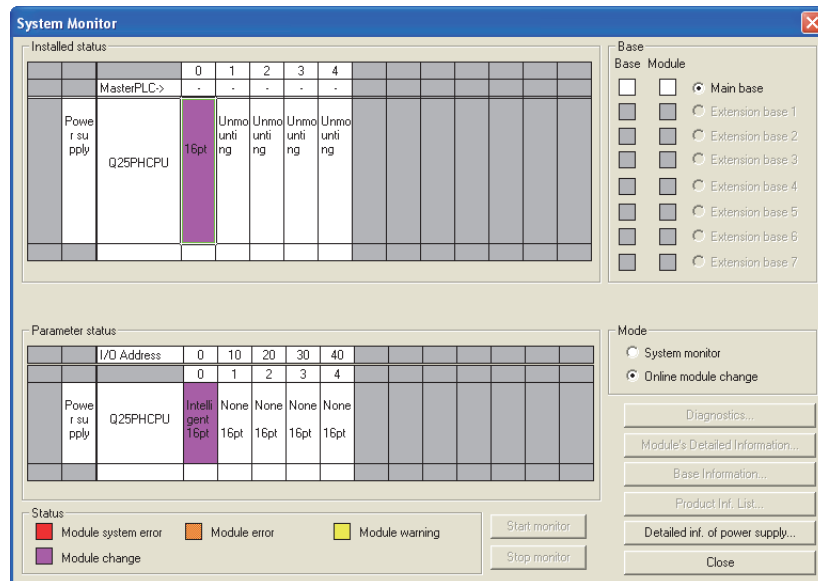 System Monitor
Installed status
0 1 2 3 4
MasterPLC-> - - - - -
Powe Unmo Unmo Unmo Unmo
r su unti unti unti unti
pply Q25PHCPU 16pt ng ng ng ng
Base
Base Module
Main base
Extension base 1
Extension base 2
Extension base 3
Extension base 4
Extension base 5
Extension base 6
Extension base 7
Parameter status
I/O Address 0 10 20 30 40
0 1 2 3 4
Powe Intelli None None None None
r su Q25PHCPU gent
pply 16pt 16pt 16pt 16pt 16pt
Mode
System monitor
Online module change
Diagnostics...
Module's Detailed Information...
Base Information...
Product Inf. List...
Detailed inf. of power supply...
Close
Status
Module system error Module error Module warning
Module change
Start monitor
Stop monitor